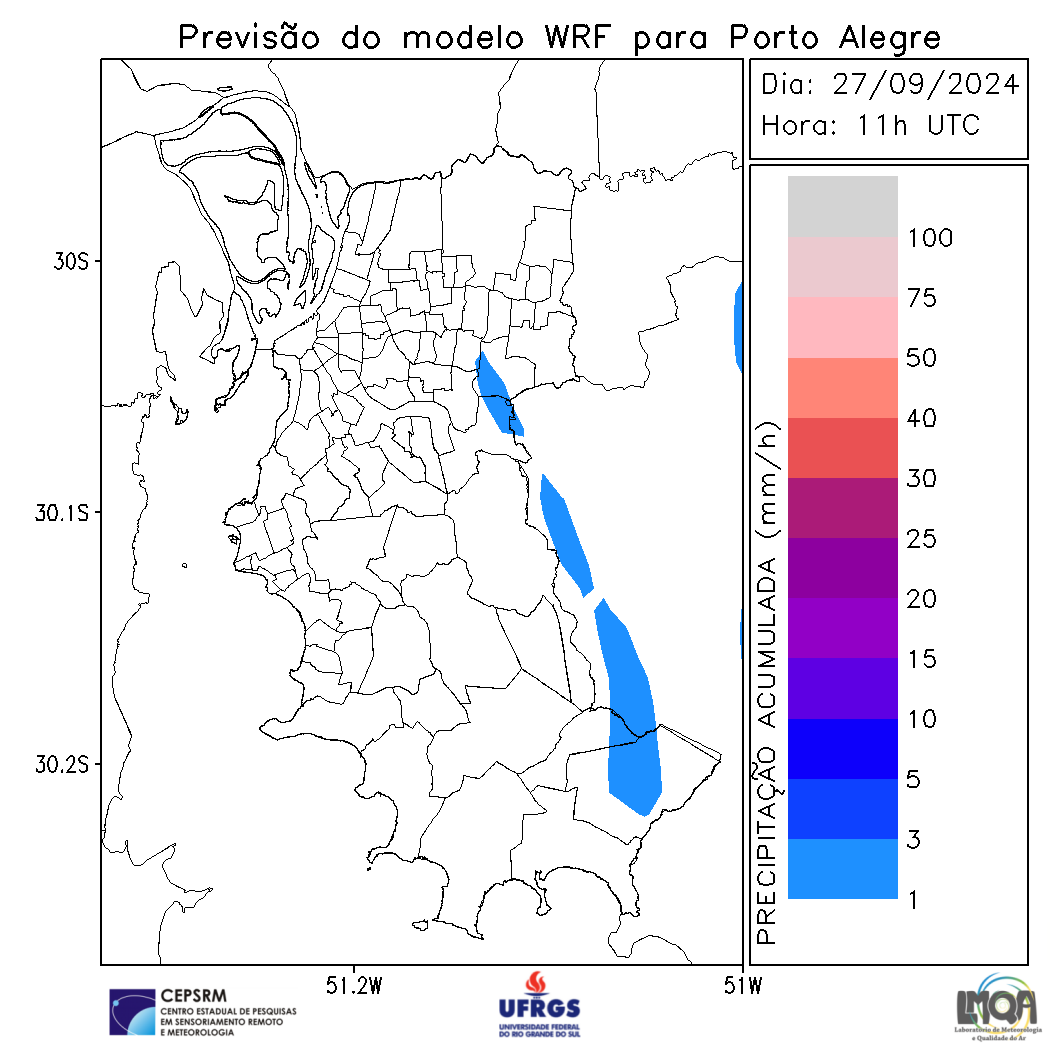 Previsão do modelo WRF para Porto Alegre
Dia: 27/09/2024
Hora: 11h UTC
30S
30.1S
30.2S
51.2W
51W
PRECIPITAÇÃO ACUMULADA (mm/h)
100
75
50
40
30
25
20
15
10
5
3
1
CEPSRM
CENTRO ESTADUAL DE PESQUISAS
EM SENSORIAMENTO REMOTO
E METEOROLOGIA
UFRGS
UNIVERSIDADE FEDERAL
DO RIO GRANDE DO SUL
LMQA
Laboratório de Meteorologia
e Qualidade do Ar